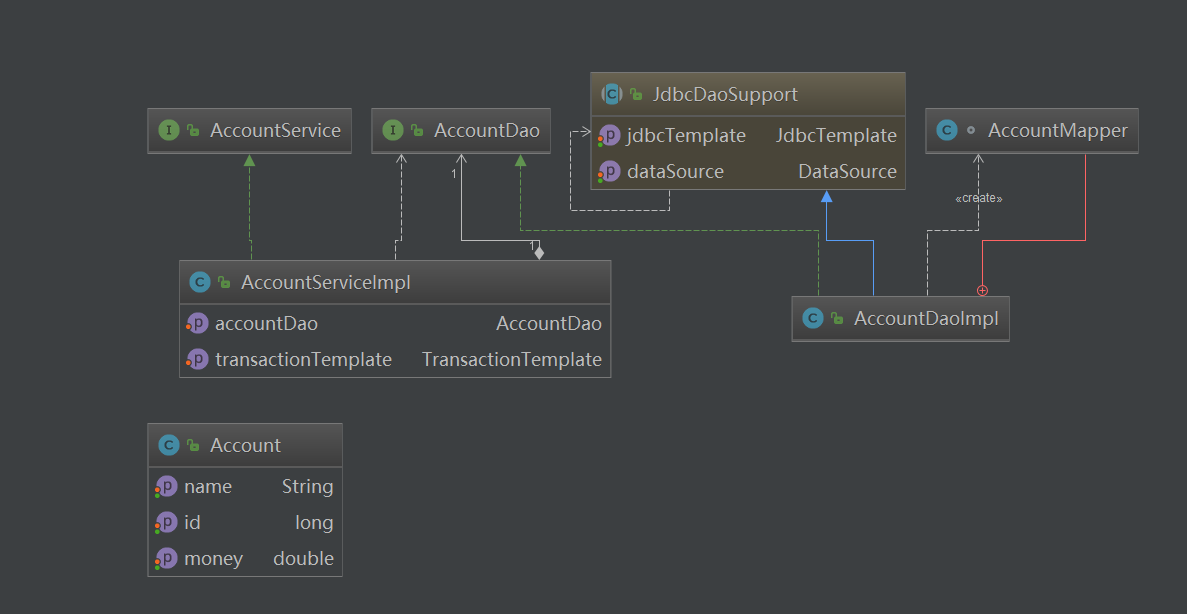 JdbcDaoSupport
jdbcTemplate JdbcTemplate
dataSource DataSource
AccountService
AccountDao
AccountMapper
«create»
1
1
AccountServiceImpl
accountDao AccountDao
transactionTemplate TransactionTemplate
AccountDaoImpl
Account
name String
id long
money double